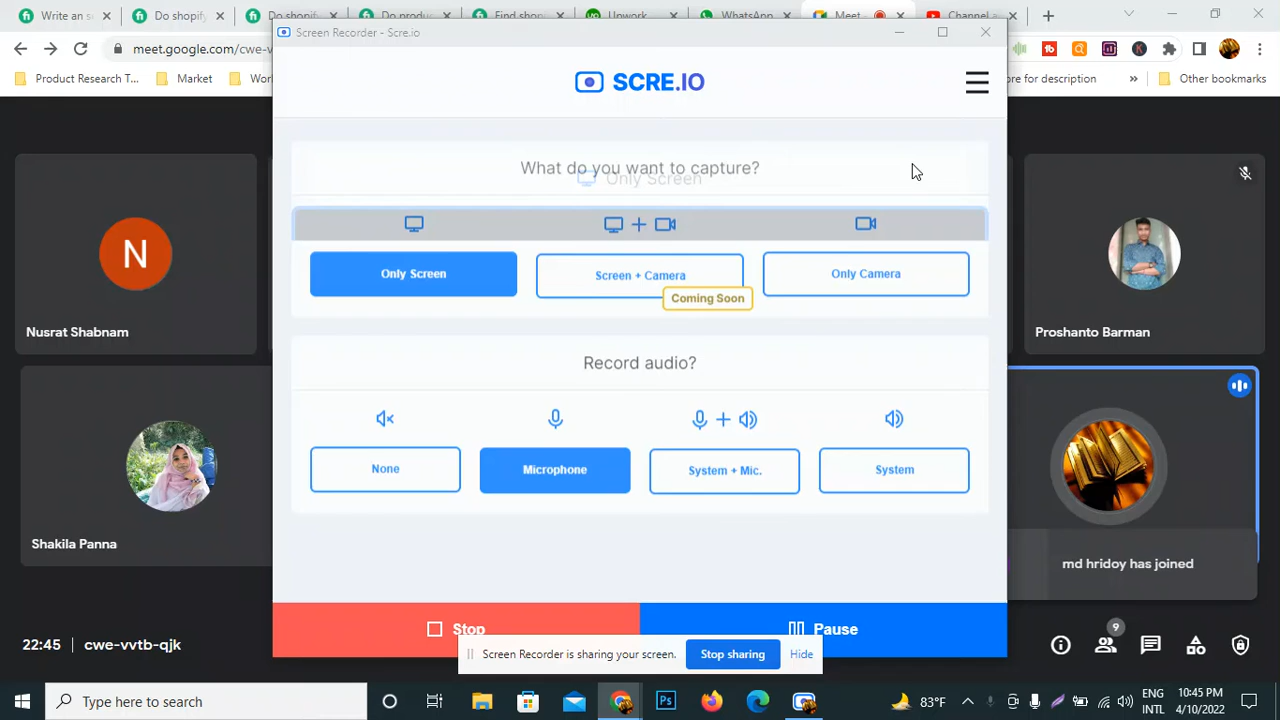 Write an s
Do shopify
Do shopify
Do produc
Find shop
Upwork
WhatsApp
Meet -
Channel a
Screen Recorder - Scre.io
meet.google.com/cwe-v
Product Research T...
Market
Wor
ore for description
»
Other bookmarks
SCRE.IO
What do you want to capture?
Only Screen
Only Screen
Screen + Camera
Only Camera
Coming Soon
Record audio?
None
Microphone
System + Mic.
System
N
Nusrat Shabnam
Proshanto Barman
Shakila Panna
md hridoy has joined
Stop
Pause
22:45
cwe-vvtb-qjk
9
Screen Recorder is sharing your screen.
Stop sharing
Hide
Type here to search
Ps
83°F
ENG
INTL
10:45 PM
4/10/2022